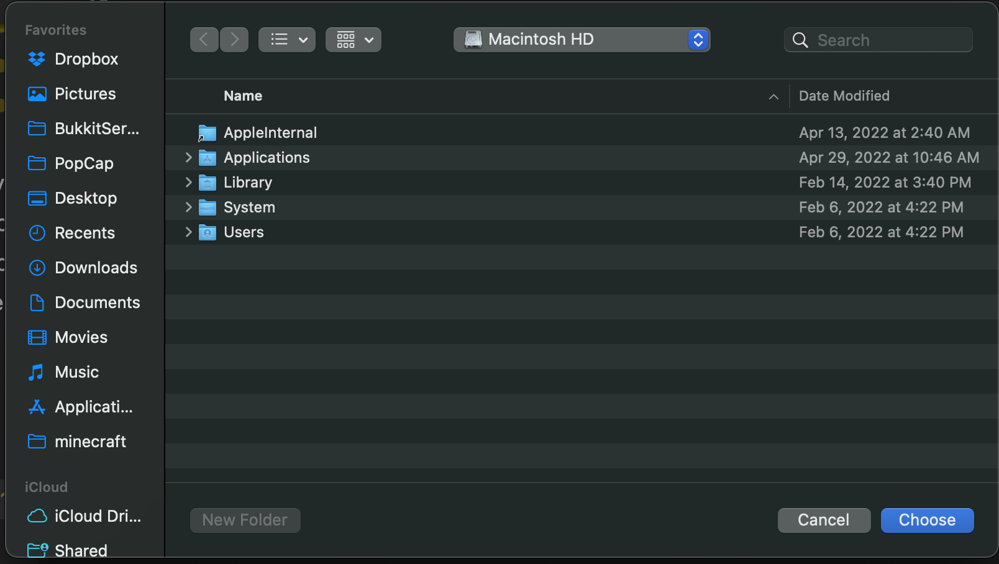 Favorites
Dropbox
Pictures
BukkitSer...
PopCap
Desktop
Recents
Downloads
Documents
Movies
Music
Applicati...
minecraft
iCloud
iCloud Dri...
Shared
Macintosh HD
Search
Name Date Modified
AppleInternal Apr 13, 2022 at 2:40 AM
Applications Apr 29, 2022 at 10:46 AM
Library Feb 14, 2022 at 3:40 PM
System Feb 6, 2022 at 4:22 PM
Users Feb 6, 2022 at 4:22 PM
New Folder
Cancel
Choose